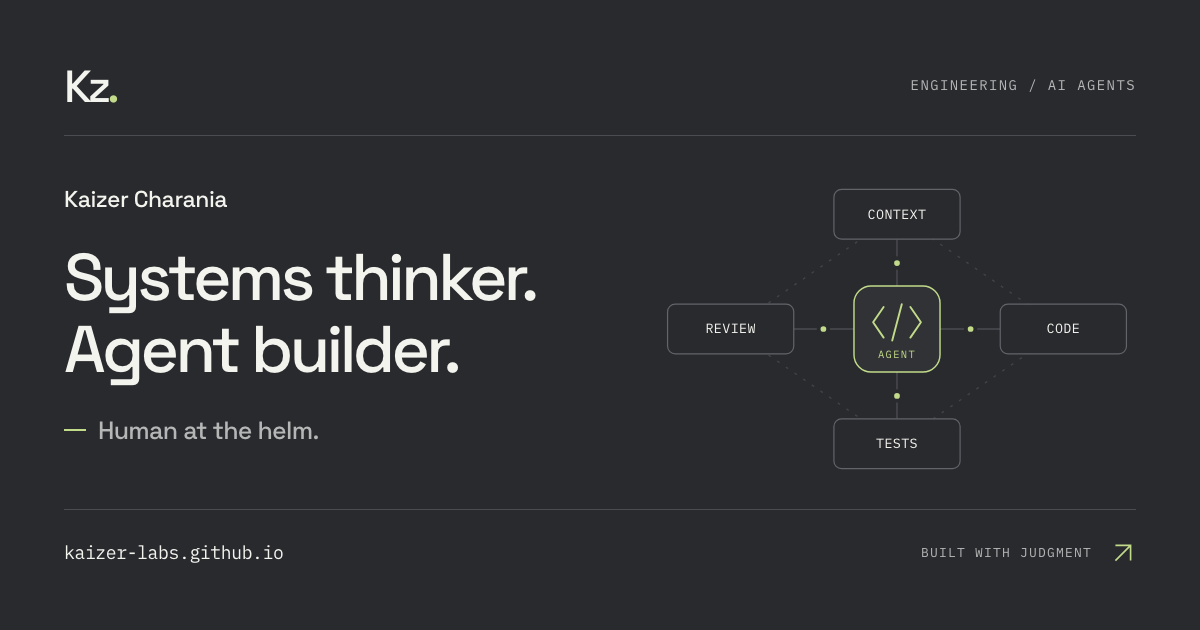 Kz.
ENGINEERING / AI AGENTS
Kaizer Charania
Systems thinker.
Agent builder.
— Human at the helm.
CONTEXT
REVIEW
</>
AGENT
CODE
TESTS
kaizer-labs.github.io
BUILT WITH JUDGMENT